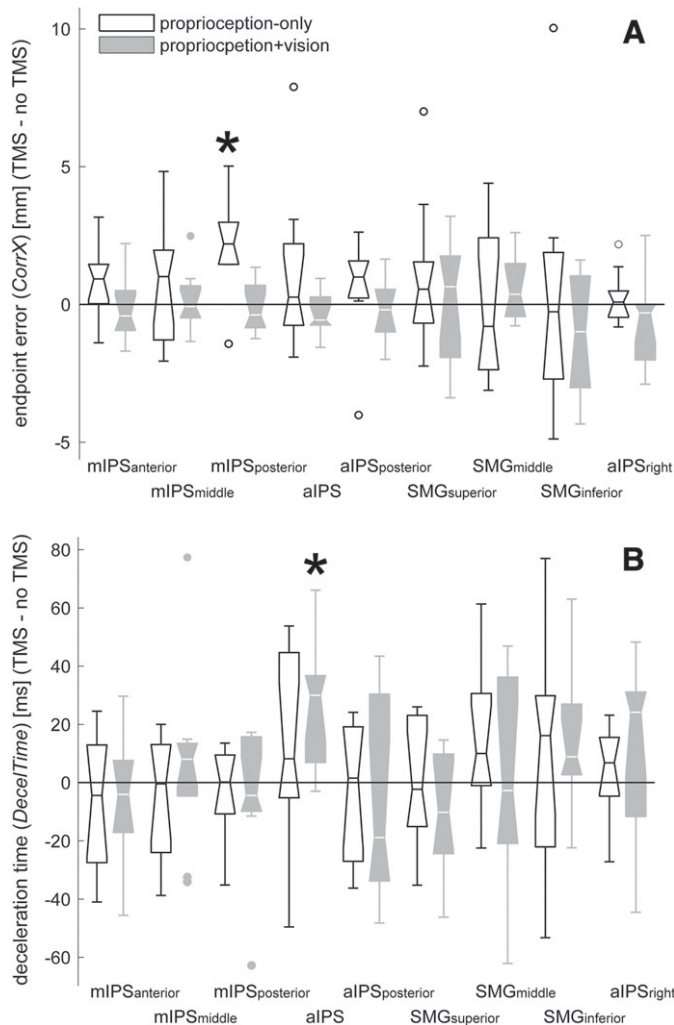 proprioception-only
propriocpetion+vision
A
*
10
5
0
-5
endpoint error (CorrX) [mm] (TMS - no TMS)
mIPSanterior mIPSposterior aIPSposterior SMGmiddle aIPSright
mIPSmiddle aIPS SMGsuperior SMGinferior
B
*
80
60
40
20
0
-20
-40
-60
deceleration time (DecelTime) [ms] (TMS - no TMS)
mIPSanterior mIPSposterior aIPSposterior SMGmiddle aIPSright
mIPSmiddle aIPS SMGsuperior SMGinferior